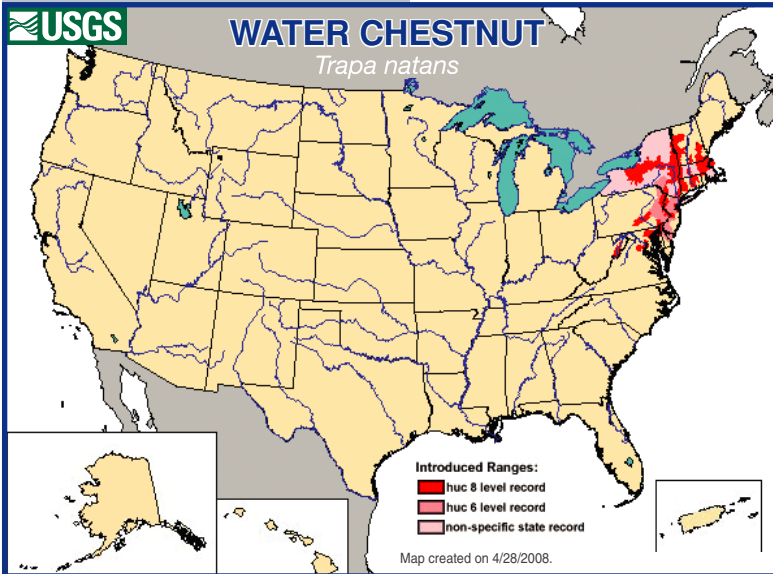 USGS
WATER CHESTNUT
Trapa natans
Introduced Ranges:
huc 8 level record
huc 6 level record
non-specific state record
Map created on 4/28/2008.